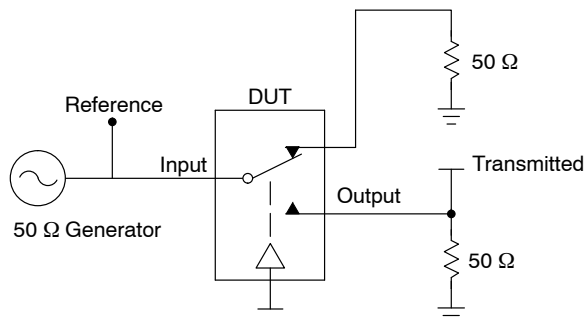 50 Ω
DUT
Reference
Transmitted
Input
Output
50 Ω Generator
50 Ω